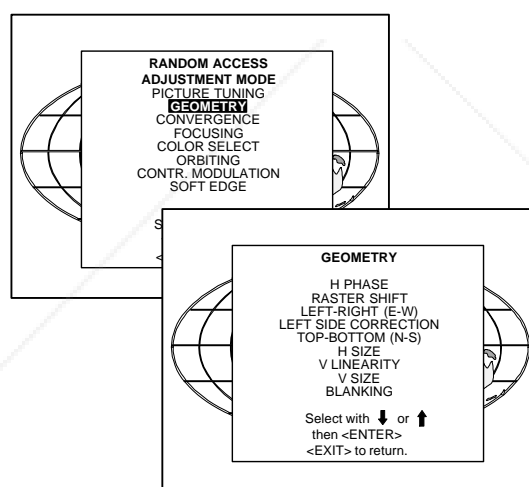 RANDOM ACCESS
ADJUSTMENT MODE
PICTURE TUNING
GEOMETRY
CONVERGENCE
FOCUSING
COLOR SELECT
ORBITING
CONTR. MODULATION
SOFT EDGE
S
<
GEOMETRY
H PHASE
RASTER SHIFT
LEFT-RIGHT (E-W)
LEFT SIDE CORRECTION
TOP-BOTTOM (N-S)
H SIZE
V LINEARITY
V SIZE
BLANKING
Select with ⬇ or ⬆
then <ENTER>
<EXIT> to return.